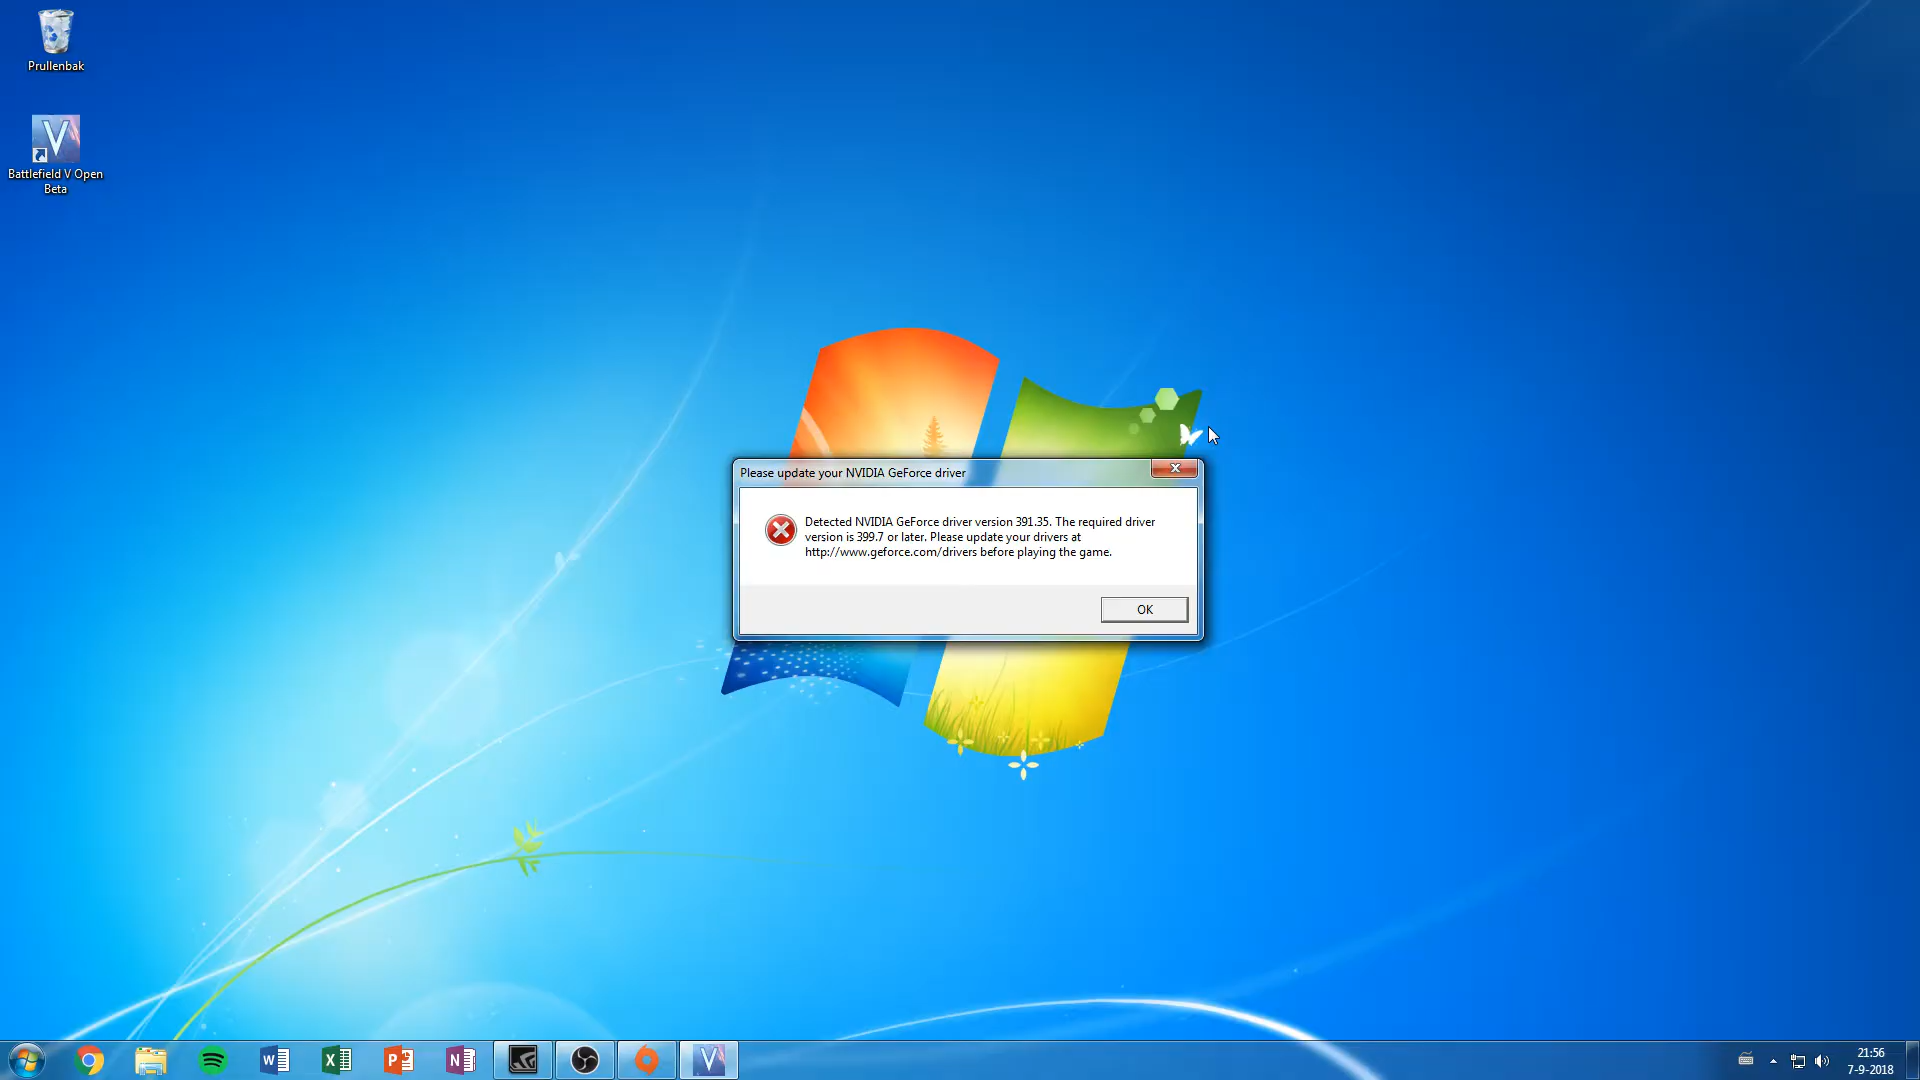 Prullenbak
Battlefield V Open
Beta
Please update your NVIDIA GeForce driver
Detected NVIDIA GeForce driver version 391.35. The required driver
version is 399.7 or later. Please update your drivers at
http://www.geforce.com/drivers before playing the game.
OK
21:56
7-9-2018